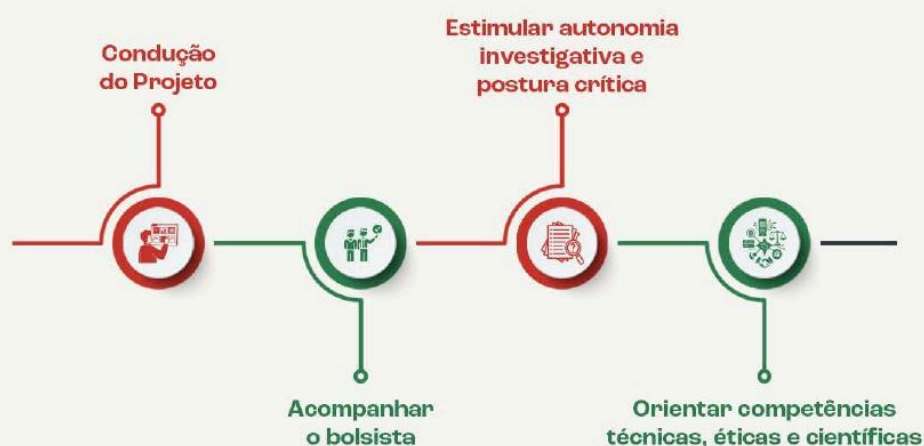 Condução
do Projeto
Acompanhar
o bolsista
Estimular autonomia
investigativa e
postura crítica
Orientar competências
técnicas, éticas e científicas